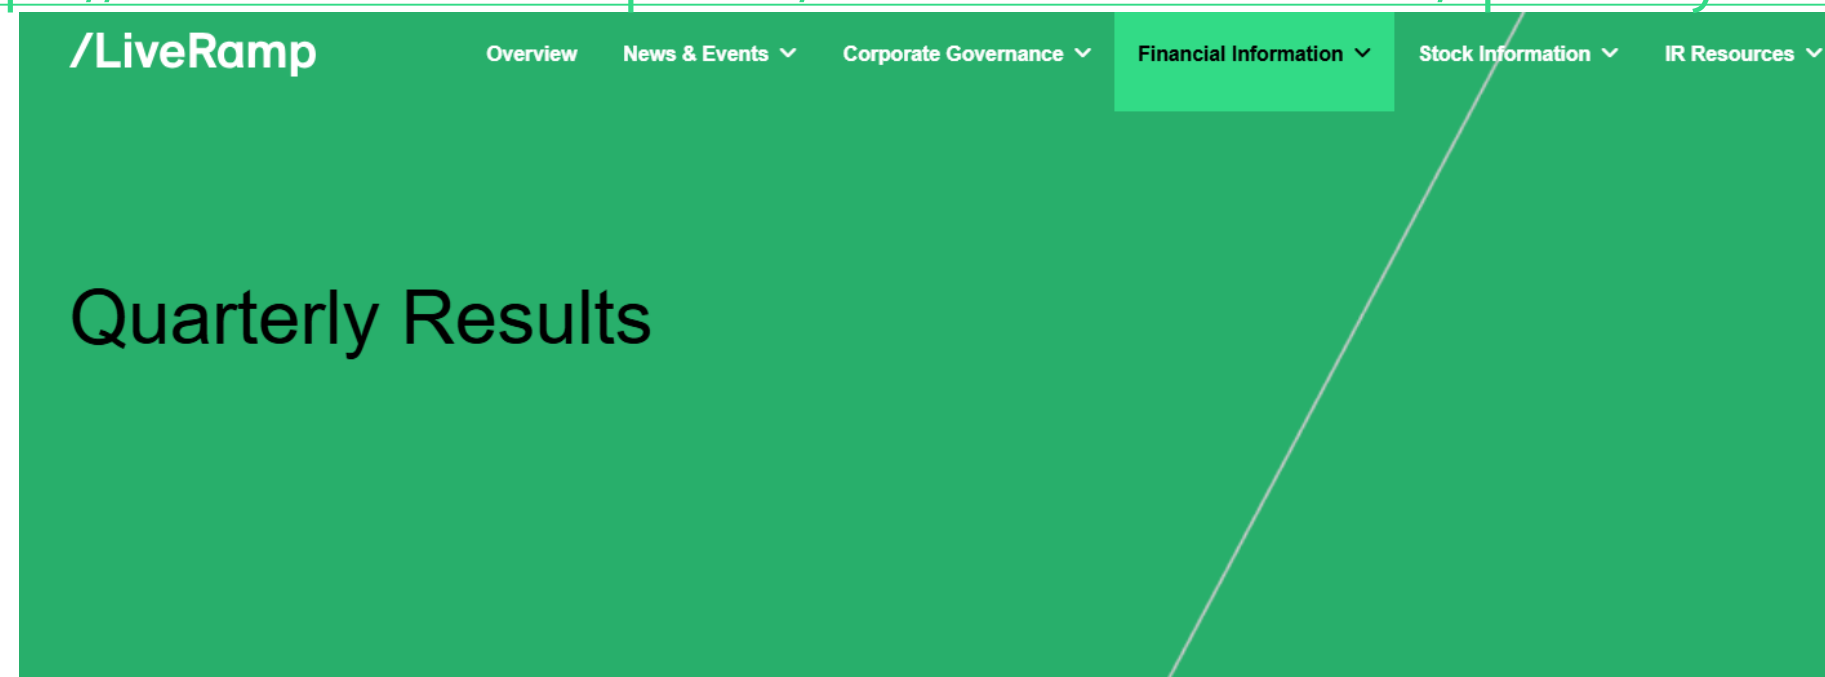 /LiveRamp
Overview News & Events Corporate Governance Financial Information Stock Information IR Resources
Quarterly Results